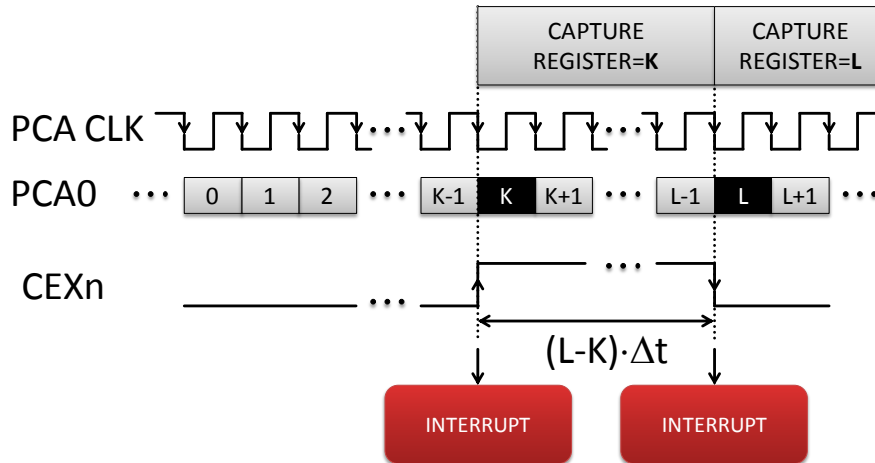 CAPTURE CAPTURE
REGISTER=K REGISTER=L
PCA CLK ••• •••
PCA0 ••• 0 1 2 ••• K-1 K K+1 ••• L-1 L L+1 •••
CEXn ••• •••
(L-K)·Δt
INTERRUPT INTERRUPT